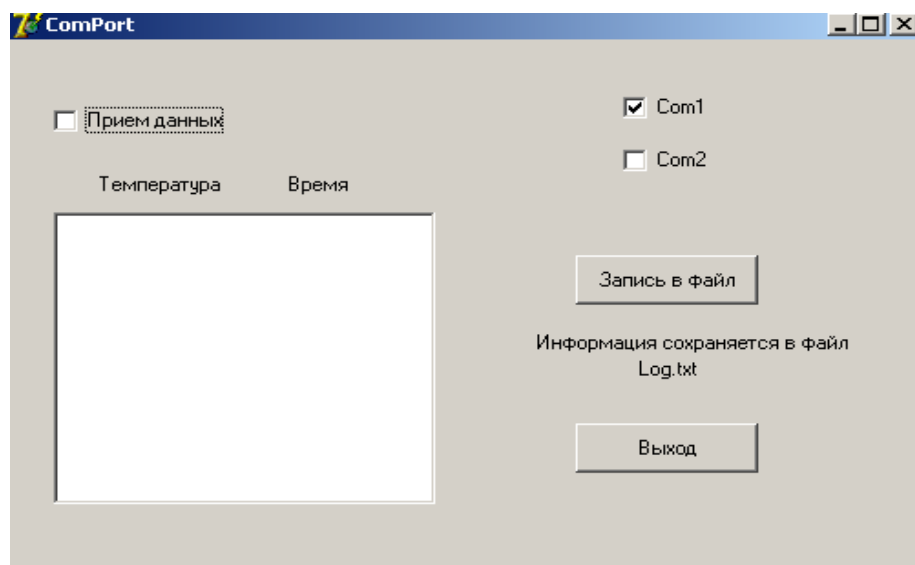 ComPort
Прием данных
Com1
Com2
Температура Время
Запись в файл
Информация сохраняется в файл
Log.txt
Выход